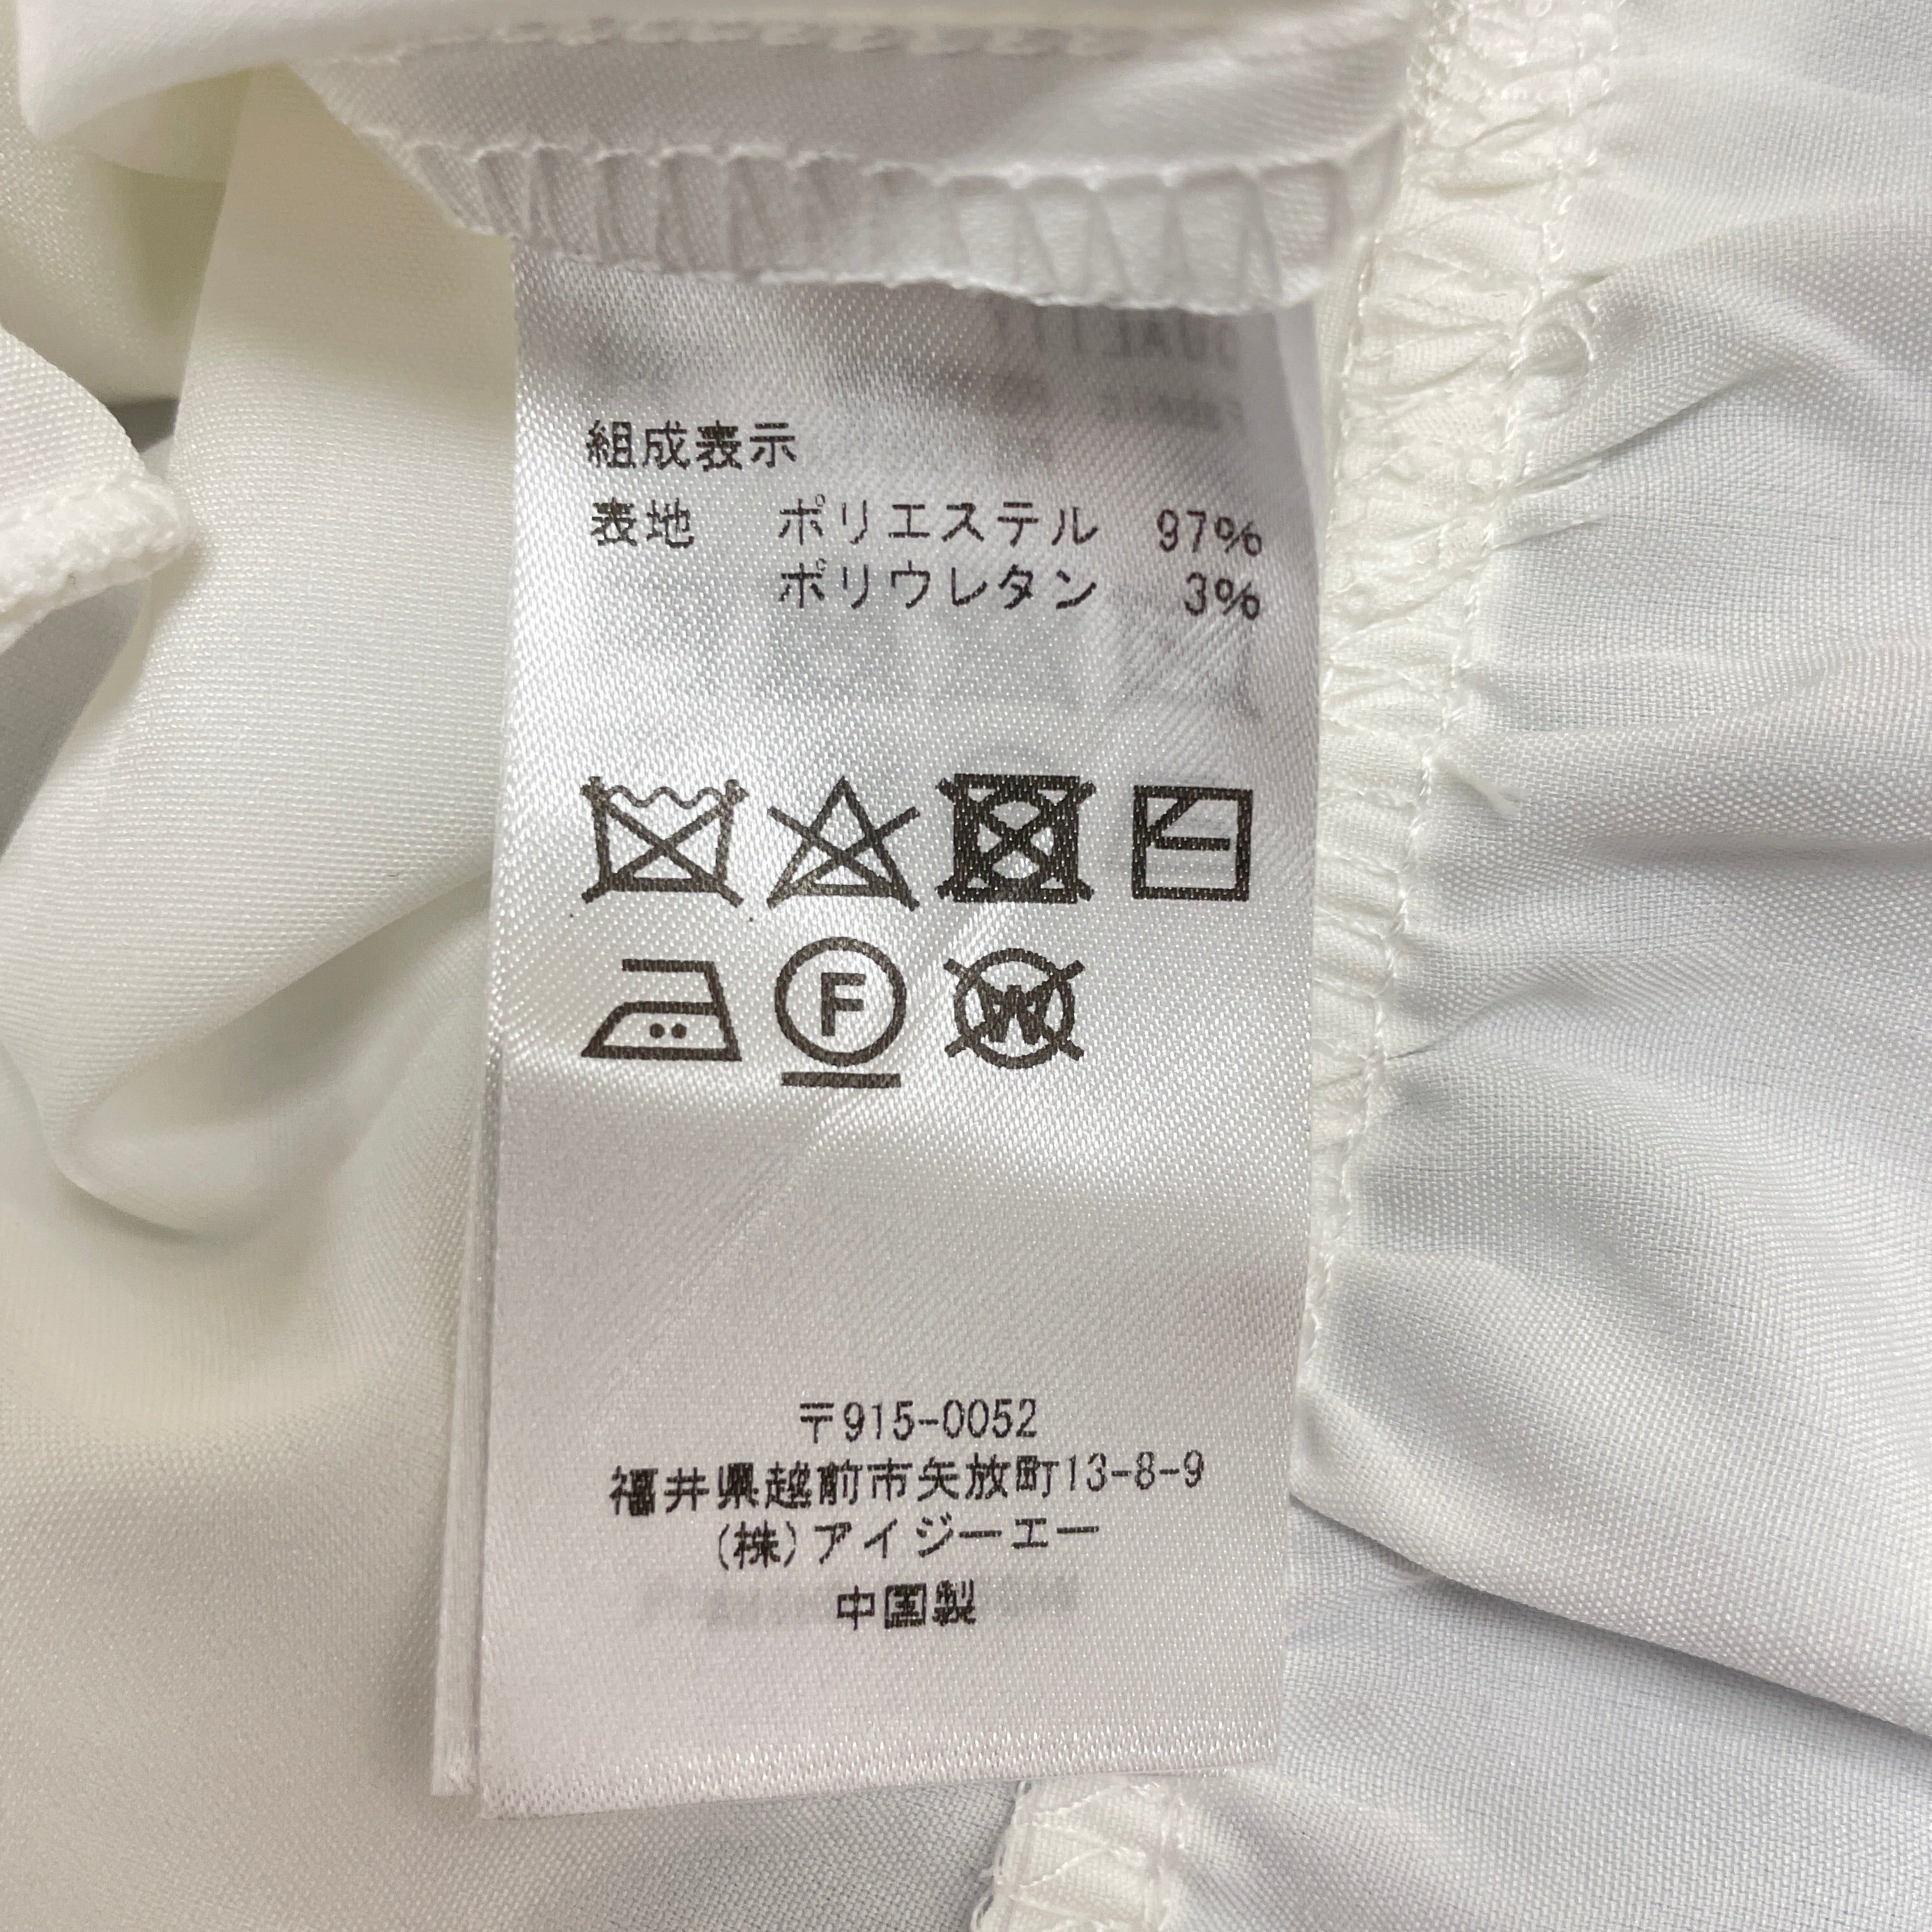 組成表示
表地 ポリエステル 97%
ポリウレタン 3%
F
W
〒915-0052
福井県越前市矢放町13-8-9
(株)アイジーエー
中国製